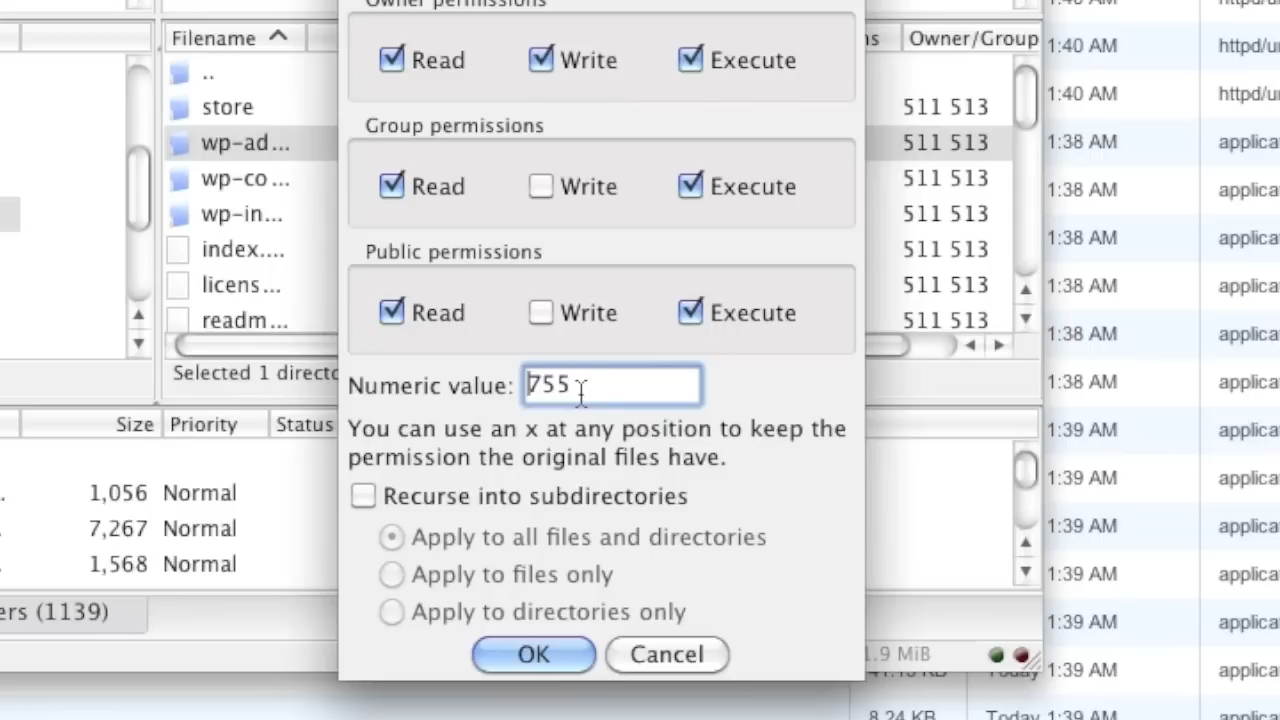 Owner permissions
Read Write Execute
Group permissions
Read Write Execute
Public permissions
Read Write Execute
Numeric value: 755
You can use an x at any position to keep the
permission the original files have.
Recurse into subdirectories
Apply to all files and directories
Apply to files only
Apply to directories only
OK Cancel
Filename
..
store
wp-ad...
wp-co...
wp-in...
index....
licens...
readm...
Selected 1 directo
Size Priority Status
1,056 Normal
7,267 Normal
1,568 Normal
ers (1139)
ns Owner/Group
511 513
511 513
511 513
511 513
511 513
511 513
511 513
1.9 MiB
1:40 AM httpd/u
1:40 AM httpd/u
1:38 AM applica
1:38 AM applica
1:38 AM applica
1:38 AM applica
1:38 AM applica
1:38 AM applica
1:39 AM applica
1:39 AM applica
1:39 AM applica
1:39 AM applica
1:39 AM applica
Today 1:39 AM applica
8.24 KB Today 1:39 AM applica